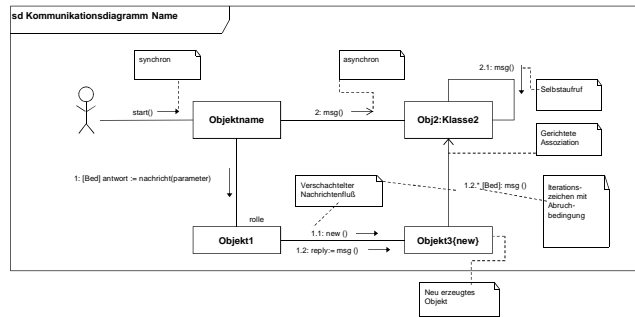 sd Kommunikationsdiagramm Name
synchron
asynchron
2.1: msg()
Selbstaufruf
start()
Objektname
2: msg()
Obj2:Klasse2
Gerichtete
Assoziation
1: [Bed] antwort := nachricht(parameter)
Verschachtelter
Nachrichtenfluß
1.2.*.[Bed]: msg ()
Iterations-
zeichen mit
Abruch-
bedingung
rolle
Objekt1
1.1: new ()
1.2: reply:= msg ()
Objekt3{new}
Neu erzeugtes
Objekt